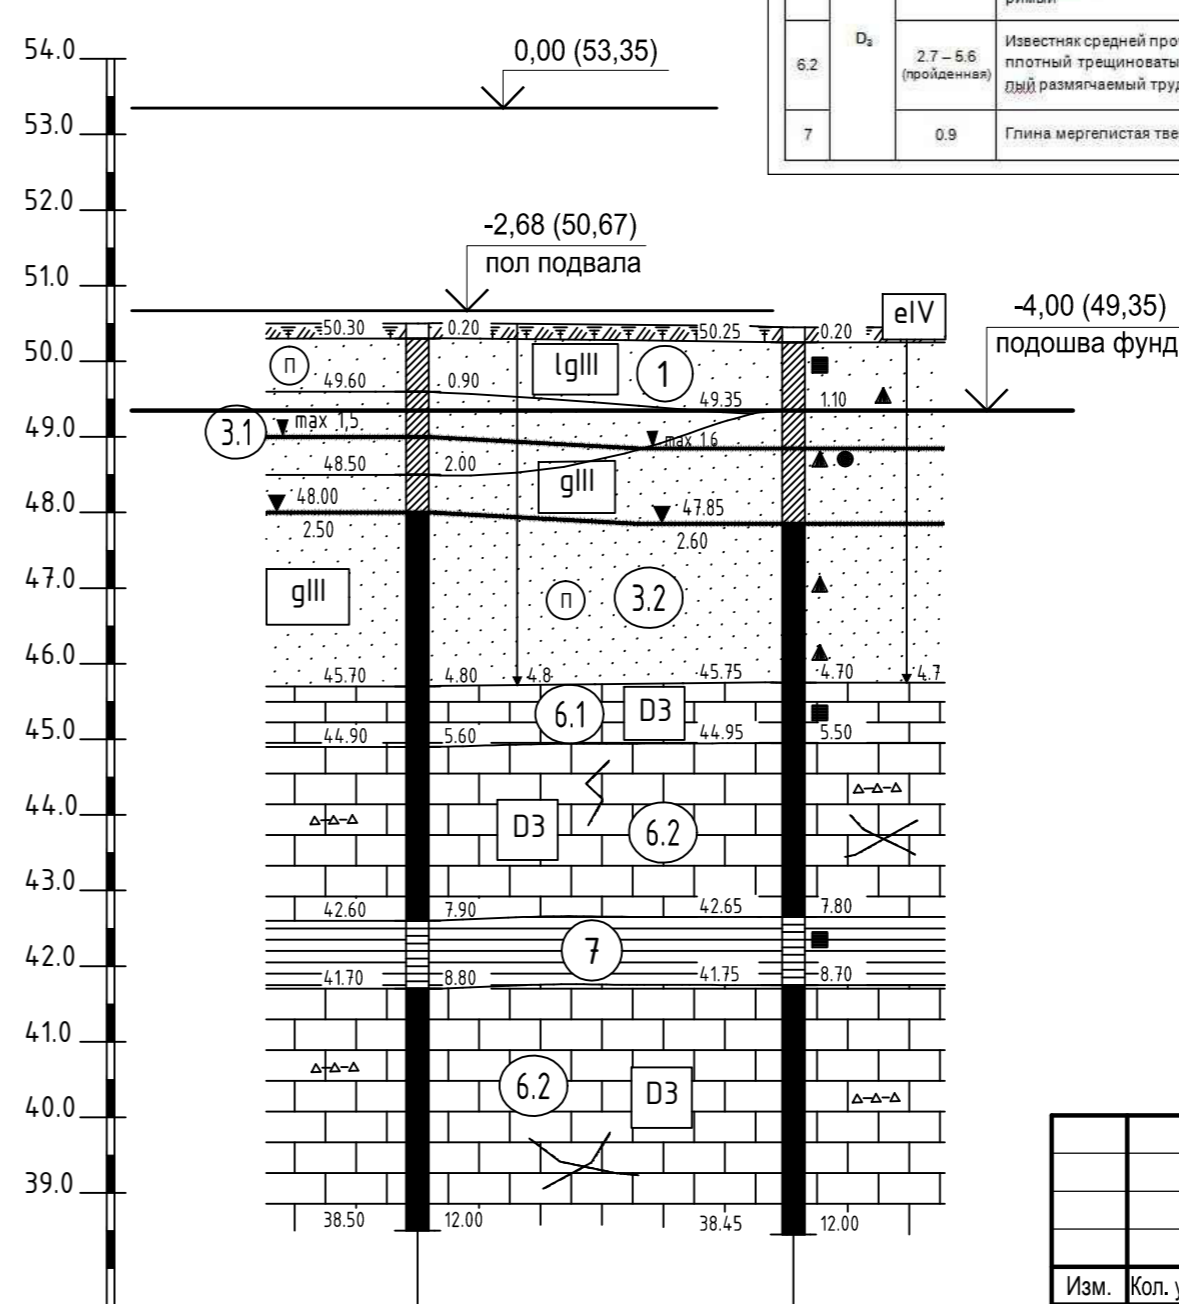 54.0
53.0
52.0
51.0
50.0
49.0
48.0
47.0
46.0
45.0
44.0
43.0
42.0
41.0
40.0
39.0
6.2 D₃ 2.7 – 5.6
(пройденная)
Известняк средней
плотный
размягчаемый
7 0.9 Глина мергелистая
0,00 (53,35)
-2,68 (50,67)
пол подвала
-4,00 (49,35)
подошва
50.30 0.20 50.25 0.20 eIV
П lgIII 1
49.60 0.90 49.35 1.10
3.1 max 1,5 max 1.6
48.50 2.00 gIII
48.00 47.85
2.50 2.60
gIII П 3.2
45.70 4.80 4.8 45.75 4.70 4.7
6.1 D3
44.90 5.60 44.95 5.50
D3 6.2
42.60 7.90 42.65 7.80
7
41.70 8.80 41.75 8.70
6.2 D3
38.50 12.00 38.45 12.00
Изм. Кол.